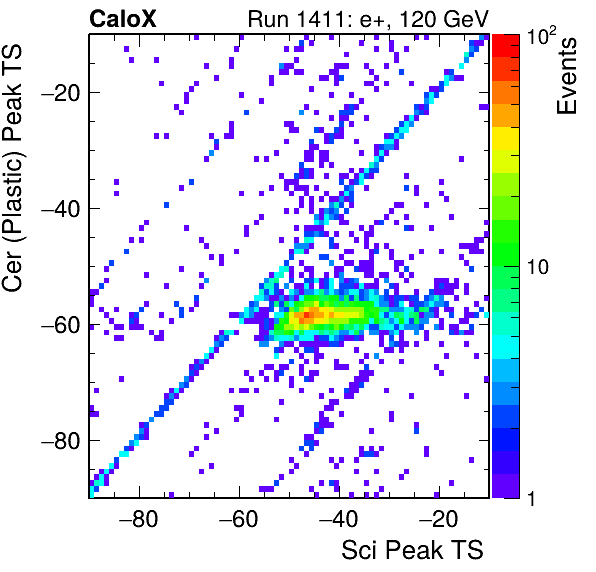 CaloX Run 1411: e+, 120 GeV
Cer (Plastic) Peak TS
−20
−40
−60
−80
−80 −60 −40 −20
Sci Peak TS
10²
10
1
Events